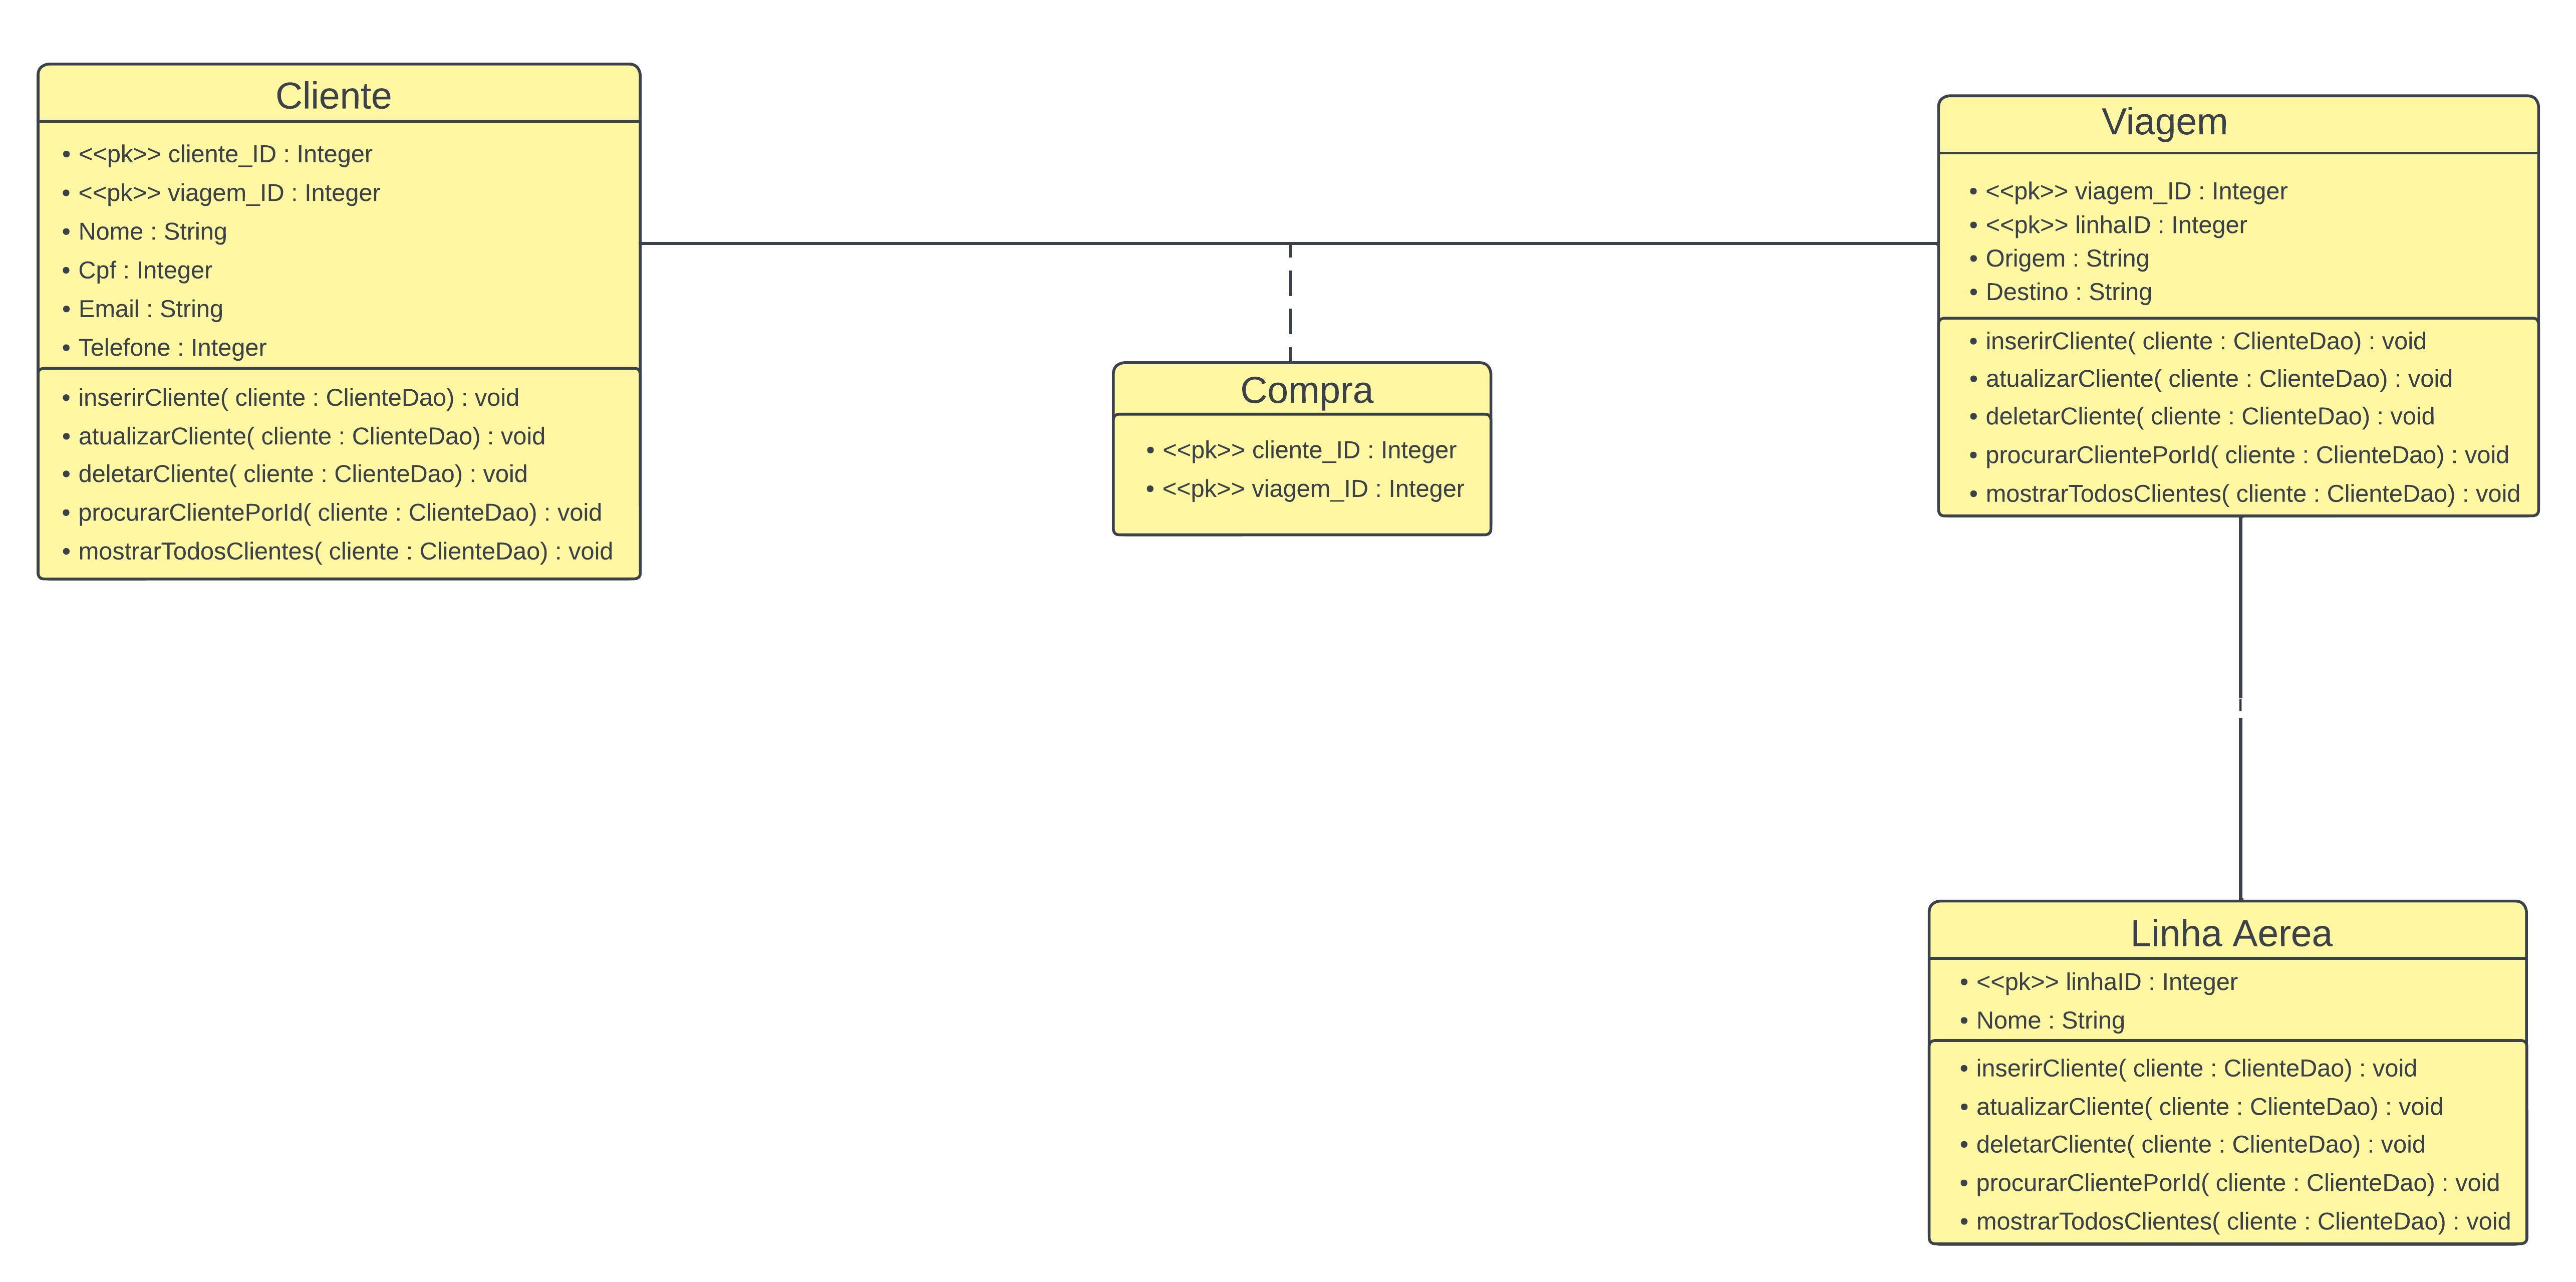 Cliente
• <<pk>> cliente_ID : Integer
• <<pk>> viagem_ID : Integer
• Nome : String
• Cpf : Integer
• Email : String
• Telefone : Integer
• inserirCliente( cliente : ClienteDao) : void
• atualizarCliente( cliente : ClienteDao) : void
• deletarCliente( cliente : ClienteDao) : void
• procurarClientePorId( cliente : ClienteDao) : void
• mostrarTodosClientes( cliente : ClienteDao) : void
Compra
• <<pk>> cliente_ID : Integer
• <<pk>> viagem_ID : Integer
Viagem
• <<pk>> viagem_ID : Integer
• <<pk>> linhaID : Integer
• Origem : String
• Destino : String
• inserirCliente( cliente : ClienteDao) : void
• atualizarCliente( cliente : ClienteDao) : void
• deletarCliente( cliente : ClienteDao) : void
• procurarClientePorId( cliente : ClienteDao) : void
• mostrarTodosClientes( cliente : ClienteDao) : void
Linha Aerea
• <<pk>> linhaID : Integer
• Nome : String
• inserirCliente( cliente : ClienteDao) : void
• atualizarCliente( cliente : ClienteDao) : void
• deletarCliente( cliente : ClienteDao) : void
• procurarClientePorId( cliente : ClienteDao) : void
• mostrarTodosClientes( cliente : ClienteDao) : void